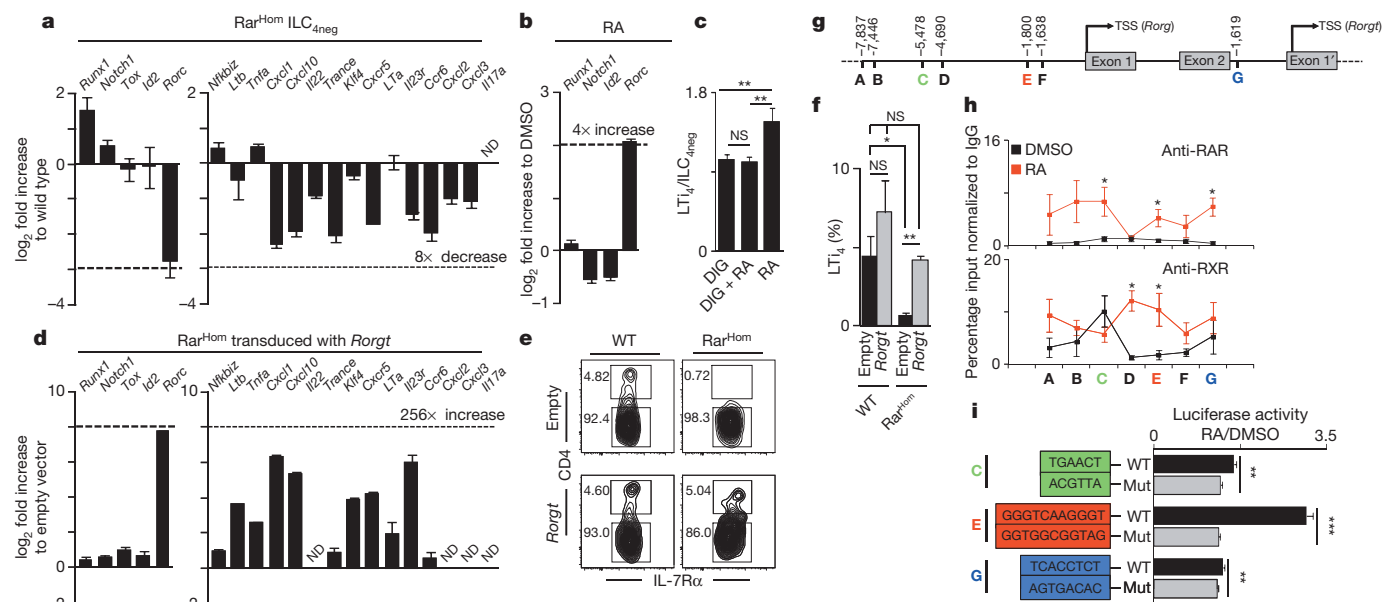 a
Rar^Hom ILC_4neg
Runx1
Notch1
Tox
Id2
Rorc
Nfkbiz
Ltb
Tnfa
Cxcl1
Cxcl10
Il22
Trance
Klf4
Cxcr5
LTa
Il23r
Ccr6
Cxcl2
Cxcl3
Il17a
log2 fold increase
to wild type
2
0
−4
2
0
−4
ND
8× decrease
b
RA
Runx1
Notch1
Id2
Rorc
log2 fold increase to DMSO
3
0
−1
4× increase
c
LTi4/ILC4neg
1.8
0
**
**
NS
DIG
DIG + RA
RA
d
Rar^Hom transduced with Rorgt
Runx1
Notch1
Tox
Id2
Rorc
Nfkbiz
Ltb
Tnfa
Cxcl1
Cxcl10
Il22
Trance
Klf4
Cxcr5
LTa
Il23r
Ccr6
Cxcl2
Cxcl3
Il17a
log2 fold increase
to empty vector
10
0
2
10
0
2
256× increase
ND
ND
ND
ND
e
WT
Rar^Hom
Empty
Rorgt
CD4
4.82
92.4
0.72
98.3
4.60
93.0
5.04
86.0
IL-7Rα
f
LTi4 (%)
10
0
NS
*
NS
**
Empty
Rorgt
Empty
Rorgt
WT
Rar^Hom
g
−7,837
−7,446
−5,478
−4,690
−1,800
−1,638
TSS (Rorg)
−1,619
TSS (Rorgt)
Exon 1
Exon 2
Exon 1′
A
B
C
D
E
F
G
h
Percentage input normalized to IgG
16
0
DMSO
RA
Anti-RAR
*
*
*
20
0
Anti-RXR
*
*
A B C D E F G
i
Luciferase activity
RA/DMSO
0
3.5
C
TGAACT
WT
ACGTTA
Mut
**
E
GGGTCAAGGGT
WT
GGTGGCGGTAG
Mut
***
G
TCACCTCT
WT
AGTGACAC
Mut
**